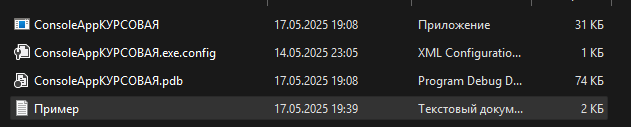 ConsoleAppКУРСОВАЯ 17.05.2025 19:08 Приложение 31 КБ
ConsoleAppКУРСОВАЯ.exe.config 14.05.2025 23:05 XML Configuratio... 1 КБ
ConsoleAppКУРСОВАЯ.pdb 17.05.2025 19:08 Program Debug D... 74 КБ
Пример 17.05.2025 19:39 Текстовый докум... 2 КБ